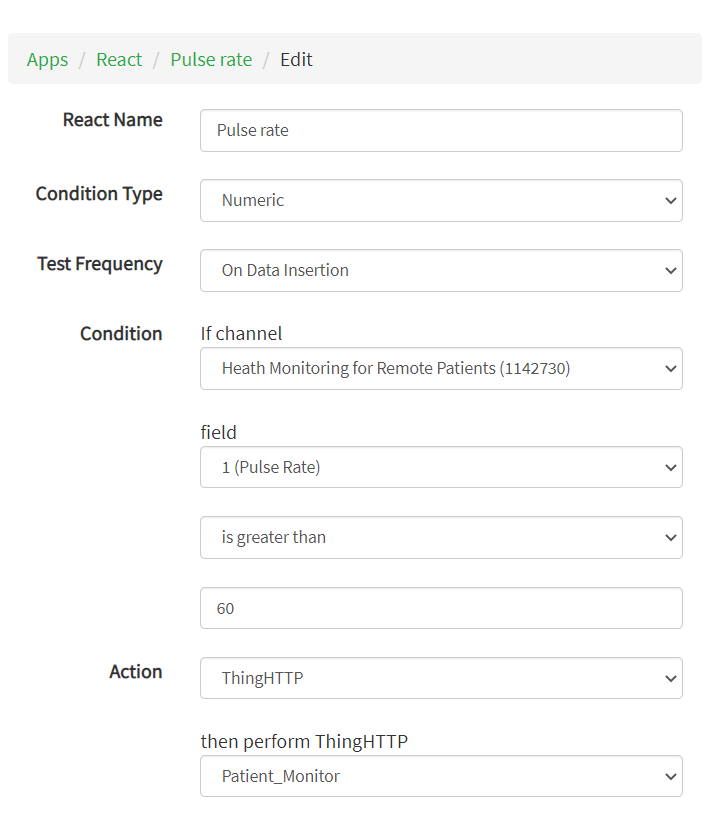 Apps / React / Pulse rate / Edit
React Name
Pulse rate
Condition Type
Numeric
Test Frequency
On Data Insertion
Condition
If channel
Heath Monitoring for Remote Patients (1142730)
field
1 (Pulse Rate)
is greater than
60
Action
ThingHTTP
then perform ThingHTTP
Patient_Monitor